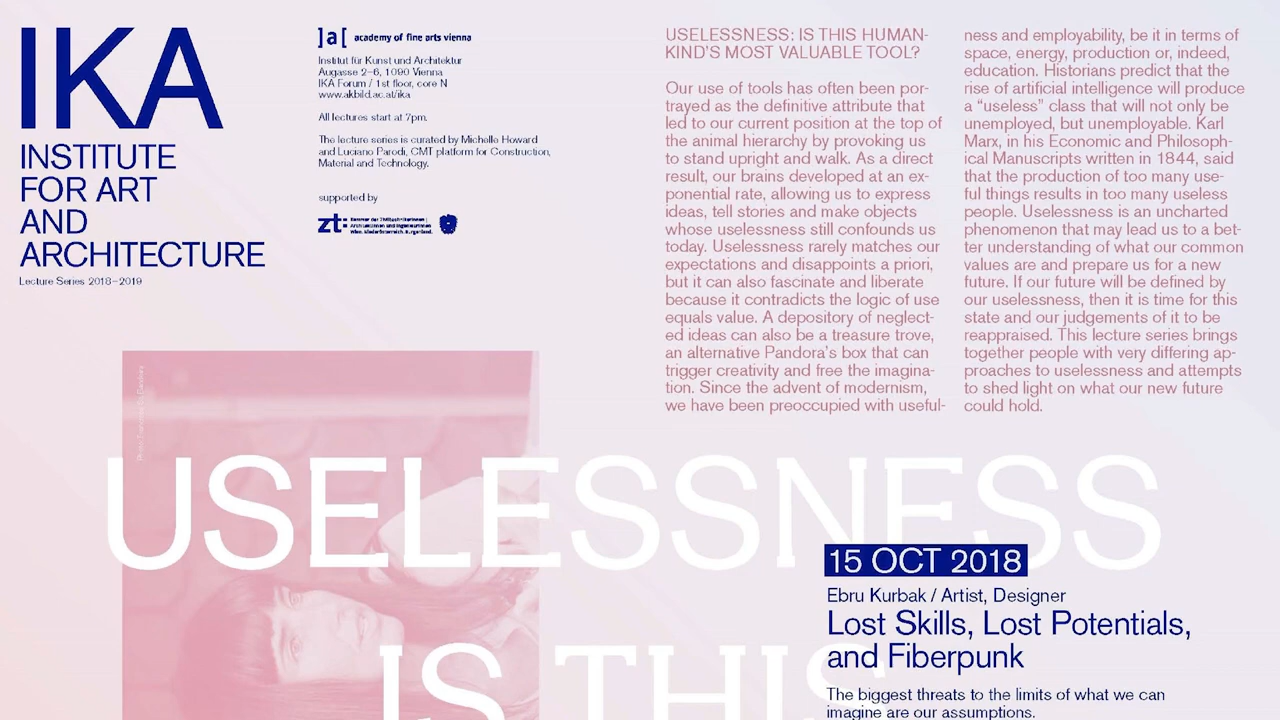 IKA
INSTITUTE
FOR ART
AND
ARCHITECTURE
Lecture Series 2018–2019
]a[ academy of fine arts vienna
Institut für Kunst und Architektur
Augasse 2–6, 1090 Vienna
IKA Forum / 1st floor, core N
www.akbild.ac.at/ika
All lectures start at 7pm.
The lecture series is curated by Michelle Howard
and Luciano Parodi, CMT platform for Construction,
Material and Technology.
supported by
zt:
Kammer der ZiviltechnikerInnen |
ArchitektInnen und IngenieurInnen
Wien, Niederösterreich, Burgenland
USELESSNESS: IS THIS HUMAN-
KIND'S MOST VALUABLE TOOL?
Our use of tools has often been por-
trayed as the definitive attribute that
led to our current position at the top of
the animal hierarchy by provoking us
to stand upright and walk. As a direct
result, our brains developed at an ex-
ponential rate, allowing us to express
ideas, tell stories and make objects
whose uselessness still confounds us
today. Uselessness rarely matches our
expectations and disappoints a priori,
but it can also fascinate and liberate
because it contradicts the logic of use
equals value. A depository of neglect-
ed ideas can also be a treasure trove,
an alternative Pandora's box that can
trigger creativity and free the imagina-
tion. Since the advent of modernism,
we have been preoccupied with useful-
ness and employability, be it in terms of
space, energy, production or, indeed,
education. Historians predict that the
rise of artificial intelligence will produce
a “useless” class that will not only be
unemployed, but unemployable. Karl
Marx, in his Economic and Philosoph-
ical Manuscripts written in 1844, said
that the production of too many use-
ful things results in too many useless
people. Uselessness is an uncharted
phenomenon that may lead us to a bet-
ter understanding of what our common
values are and prepare us for a new
future. If our future will be defined by
our uselessness, then it is time for this
state and our judgements of it to be
reappraised. This lecture series brings
together people with very differing ap-
proaches to uselessness and attempts
to shed light on what our new future
could hold.
USELESSNESS
IS THIS
15 OCT 2018
Ebru Kurbak / Artist, Designer
Lost Skills, Lost Potentials,
and Fiberpunk
The biggest threats to the limits of what we can
imagine are our assumptions.